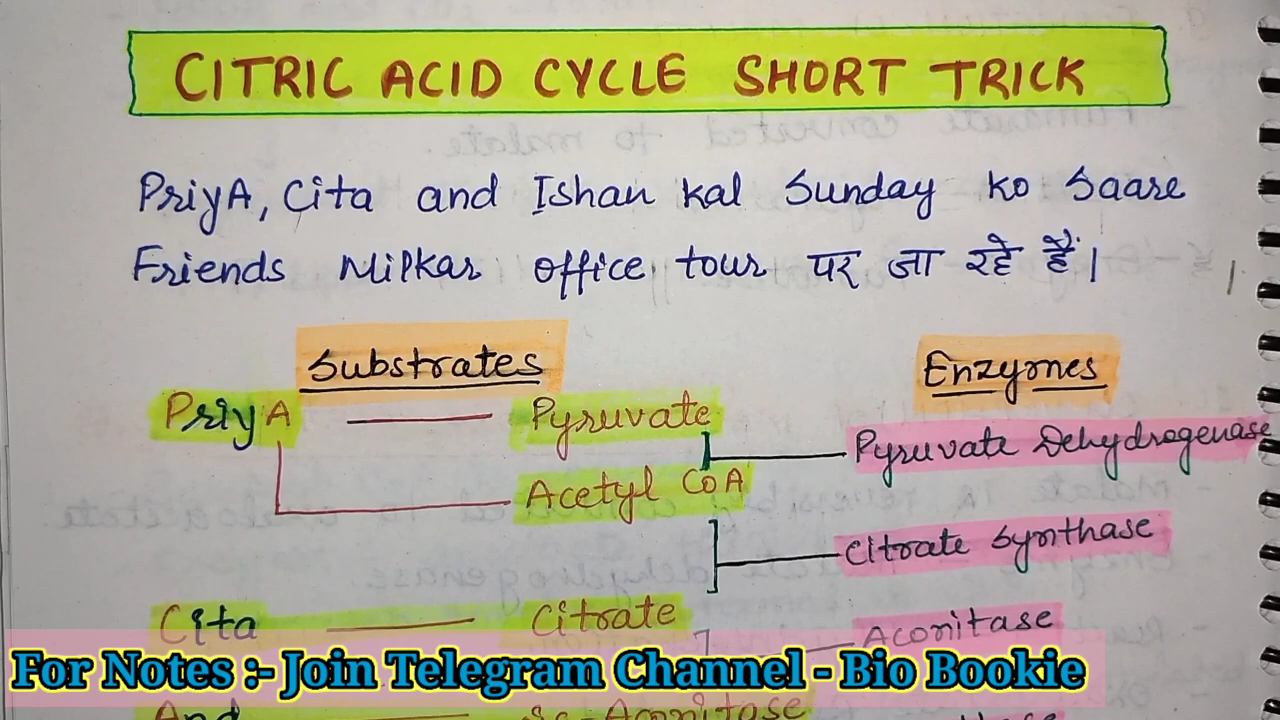 CITRIC ACID CYCLE SHORT TRICK
PriyA, Cita and Ishan kal Sunday ko Saare
Friends Milkar office tour पर जा रहे हैं।
Substrates Enzymes
PriyA Pyruvate
Pyruvate Dehydrogenase
Acetyl CoA
Citrate Synthase
Cita Citrate
Aconitase
For Notes :- Join Telegram Channel - Bio Bookie
And Aconitase